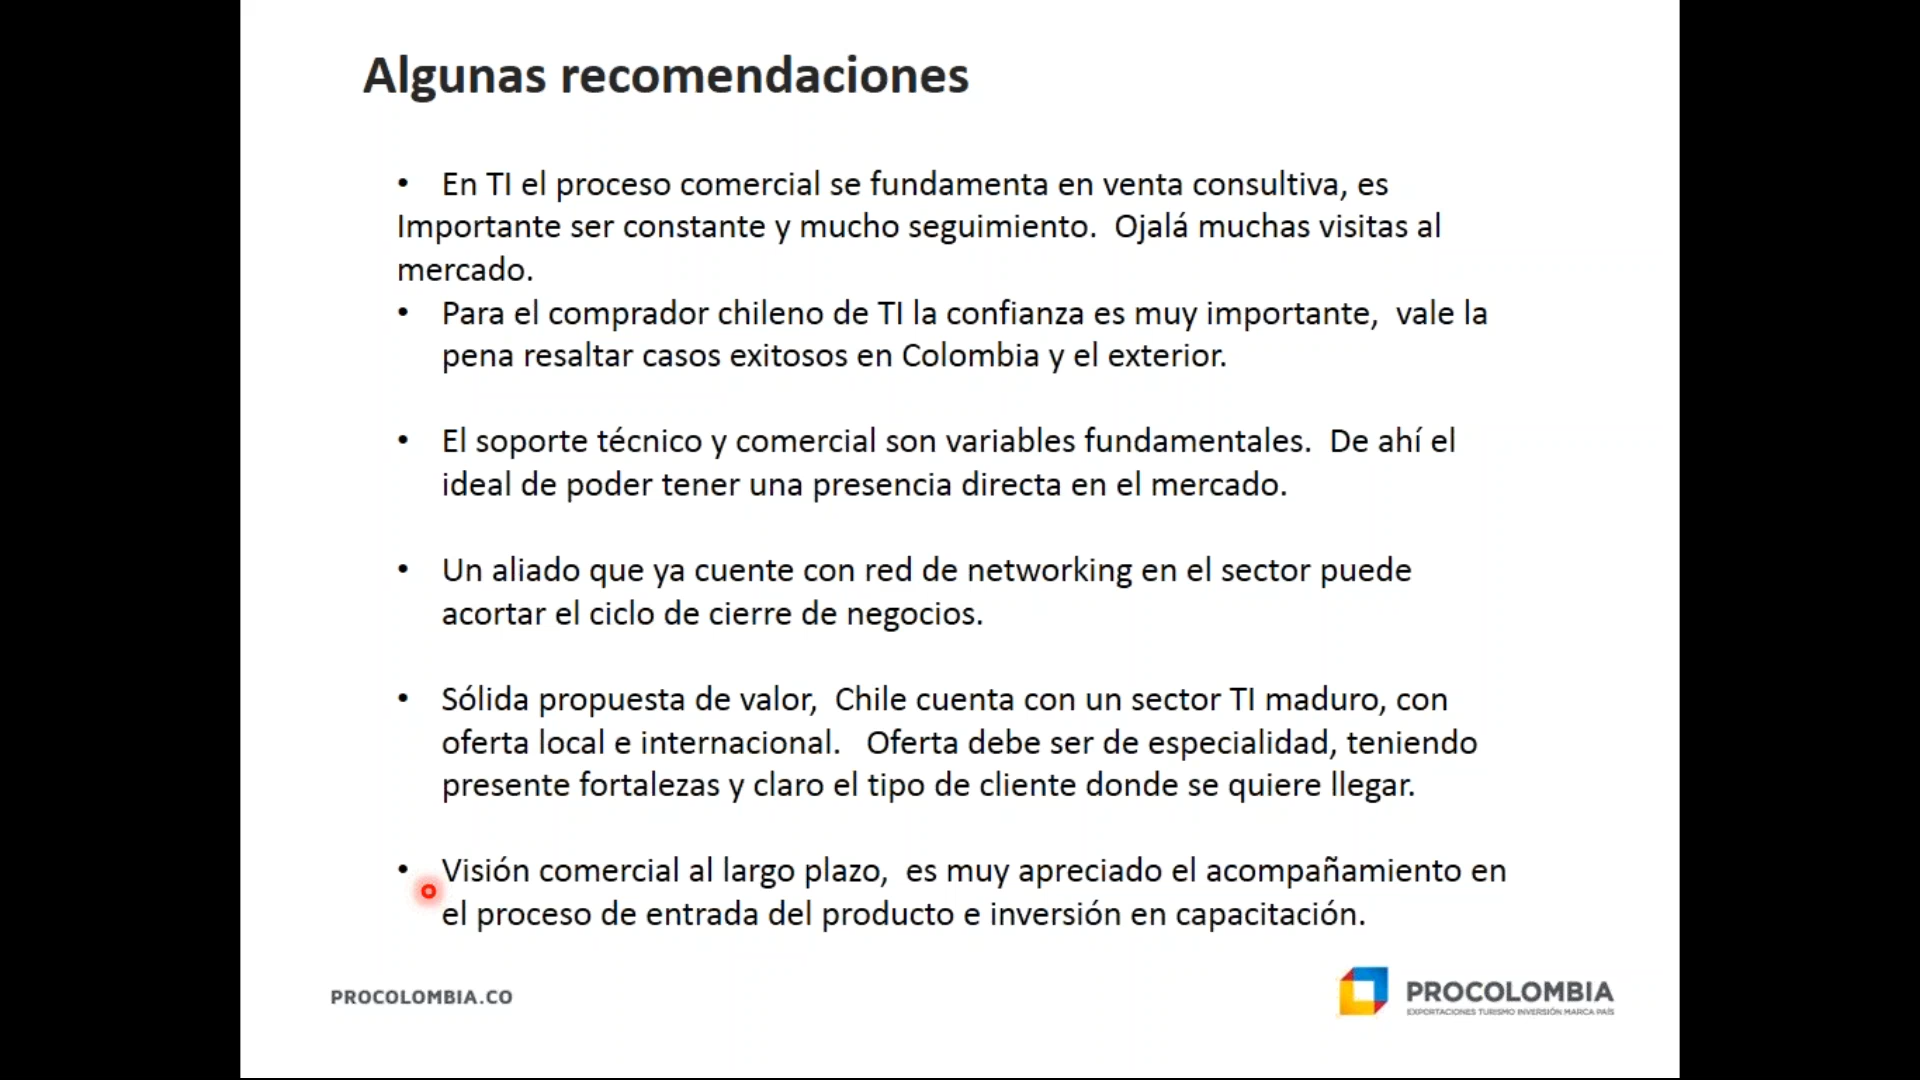 Algunas recomendaciones
• En TI el proceso comercial se fundamenta en venta consultiva, es
Importante ser constante y mucho seguimiento.  Ojalá muchas visitas al
mercado.
• Para el comprador chileno de TI la confianza es muy importante,  vale la
pena resaltar casos exitosos en Colombia y el exterior.
• El soporte técnico y comercial son variables fundamentales.  De ahí el
ideal de poder tener una presencia directa en el mercado.
• Un aliado que ya cuente con red de networking en el sector puede
acortar el ciclo de cierre de negocios.
• Sólida propuesta de valor,  Chile cuenta con un sector TI maduro, con
oferta local e internacional.   Oferta debe ser de especialidad, teniendo
presente fortalezas y claro el tipo de cliente donde se quiere llegar.
• Visión comercial al largo plazo,  es muy apreciado el acompañamiento en
el proceso de entrada del producto e inversión en capacitación.
PROCOLOMBIA.CO
PROCOLOMBIA
EXPORTACIONES TURISMO INVERSIÓN MARCA PAÍS